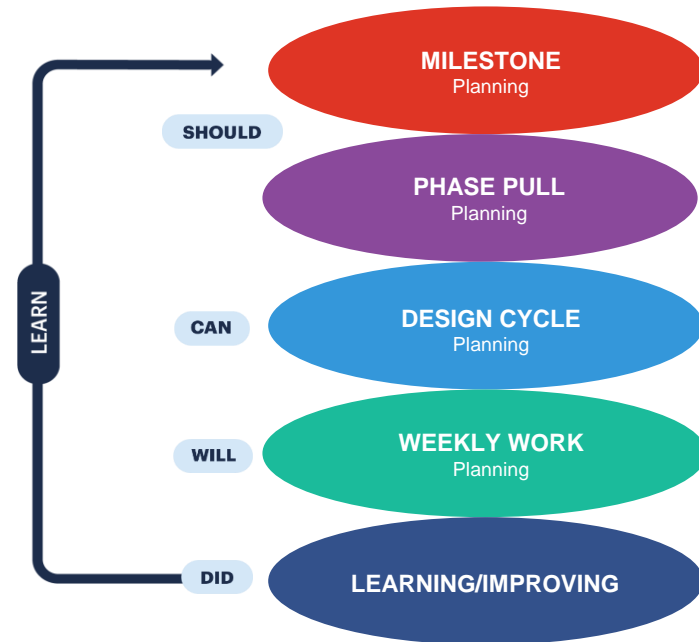 MILESTONE
Planning
SHOULD
PHASE PULL
Planning
LEARN
CAN
DESIGN CYCLE
Planning
WILL
WEEKLY WORK
Planning
DID
LEARNING/IMPROVING